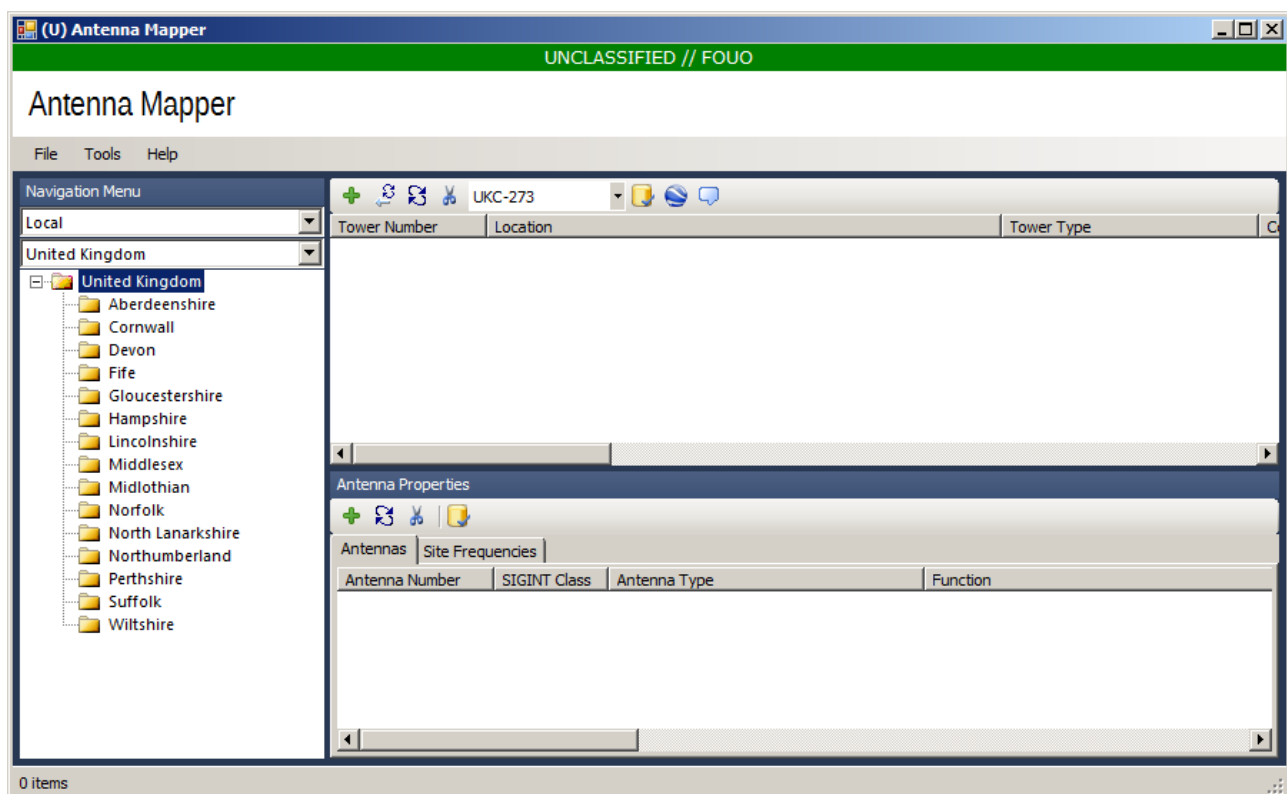 (U) Antenna Mapper
UNCLASSIFIED // FOUO
Antenna Mapper
File Tools Help
Navigation Menu
Local
United Kingdom
United Kingdom
Aberdeenshire
Cornwall
Devon
Fife
Gloucestershire
Hampshire
Lincolnshire
Middlesex
Midlothian
Norfolk
North Lanarkshire
Northumberland
Perthshire
Suffolk
Wiltshire
UKC-273
Tower Number Location Tower Type
Antenna Properties
Antennas Site Frequencies
Antenna Number SIGINT Class Antenna Type Function
0 items